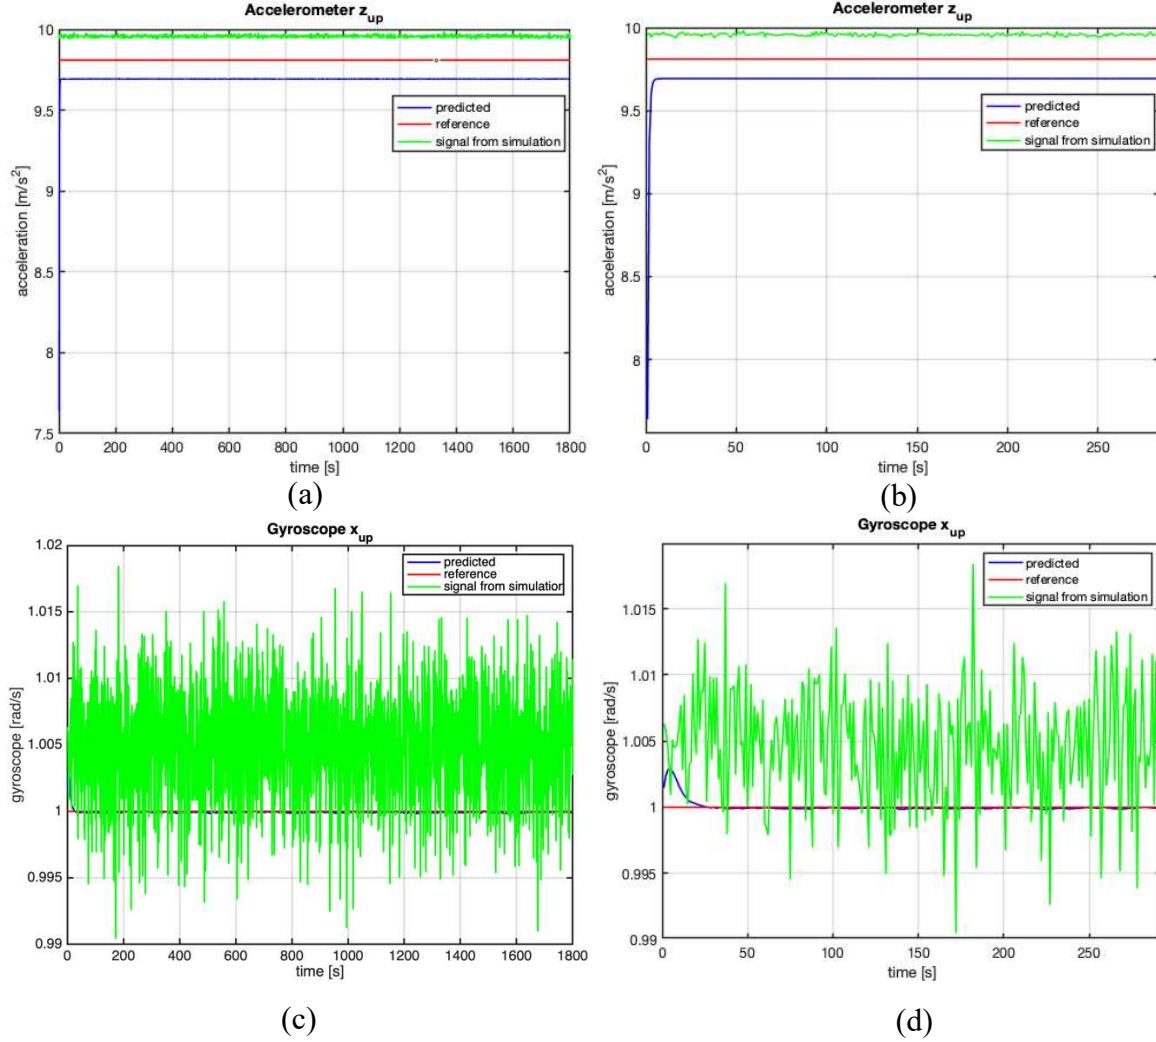 Accelerometer z_up
10
9.5
9
8.5
8
7.5
acceleration [m/s²]
predicted
reference
signal from simulation
0 200 400 600 800 1000 1200 1400 1600 1800
time [s]
(a)
Accelerometer z_up
10
9.5
9
8.5
8
acceleration [m/s²]
predicted
reference
signal from simulation
0 50 100 150 200 250
time [s]
(b)
Gyroscope x_up
1.02
1.015
1.01
1.005
1
0.995
0.99
gyroscope [rad/s]
predicted
reference
signal from simulation
0 200 400 600 800 1000 1200 1400 1600 1800
time [s]
(c)
Gyroscope x_up
1.015
1.01
1.005
1
0.995
0.99
gyroscope [rad/s]
predicted
reference
signal from simulation
0 50 100 150 200 250
time [s]
(d)